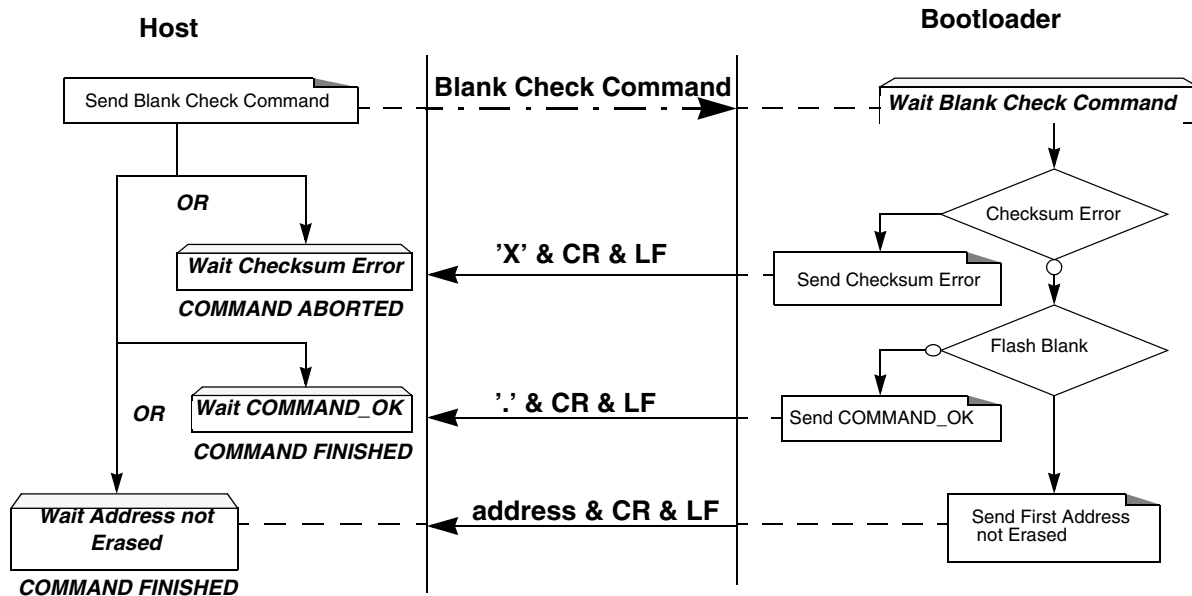 Host
Bootloader
Send Blank Check Command
Blank Check Command
Wait Blank Check Command
OR
Checksum Error
Wait Checksum Error
’X’ & CR & LF
Send Checksum Error
COMMAND ABORTED
Flash Blank
OR
Wait COMMAND_OK
'.' & CR & LF
Send COMMAND_OK
COMMAND FINISHED
Wait Address not
Erased
address & CR & LF
Send First Address
not Erased
COMMAND FINISHED